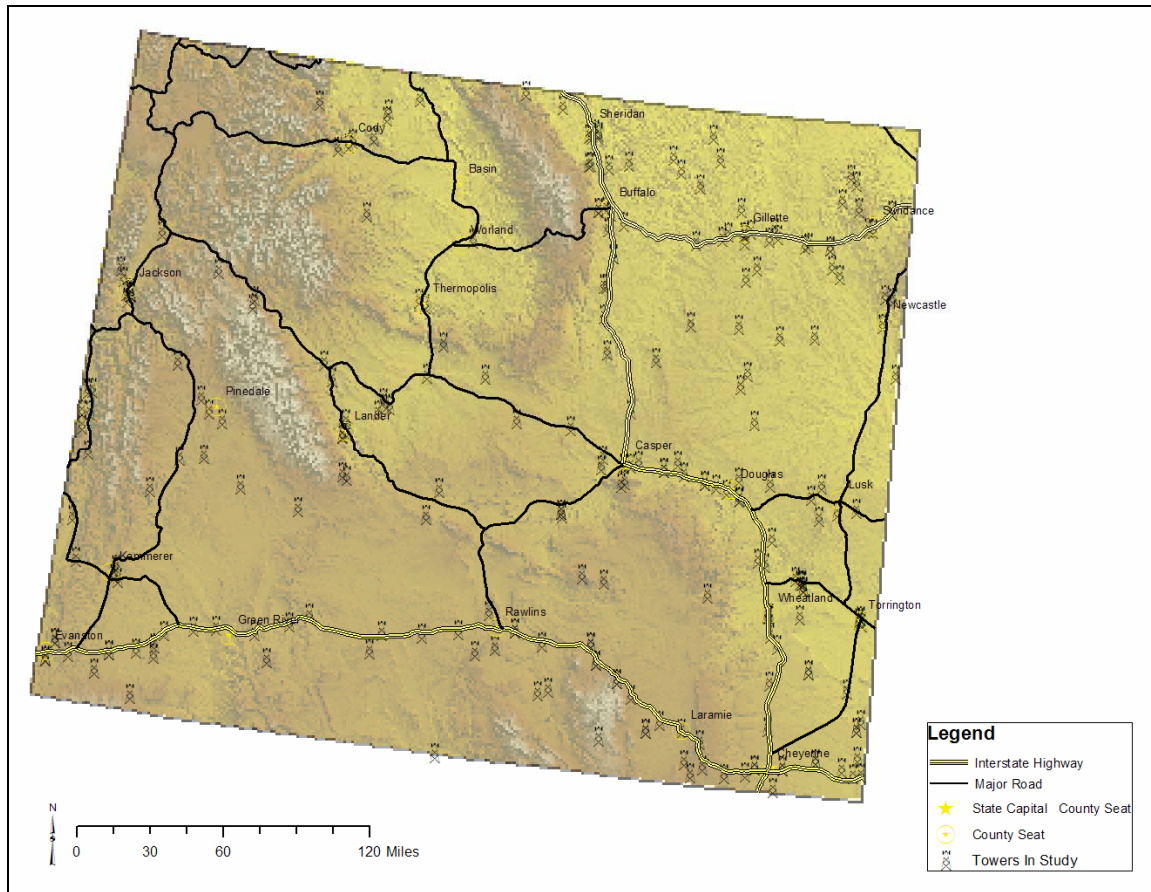 Sheridan
Cody
Basin
Buffalo
Gillette
Sundance
Worland
Jackson
Thermopolis
Newcastle
Pinedale
Lander
Casper
Douglas
Lusk
Kemmerer
Wheatland
Torrington
Rawlins
Green River
Evanston
Laramie
Cheyenne
Legend
Interstate Highway
Major Road
State Capital County Seat
County Seat
Towers In Study
N
0 30 60 120 Miles